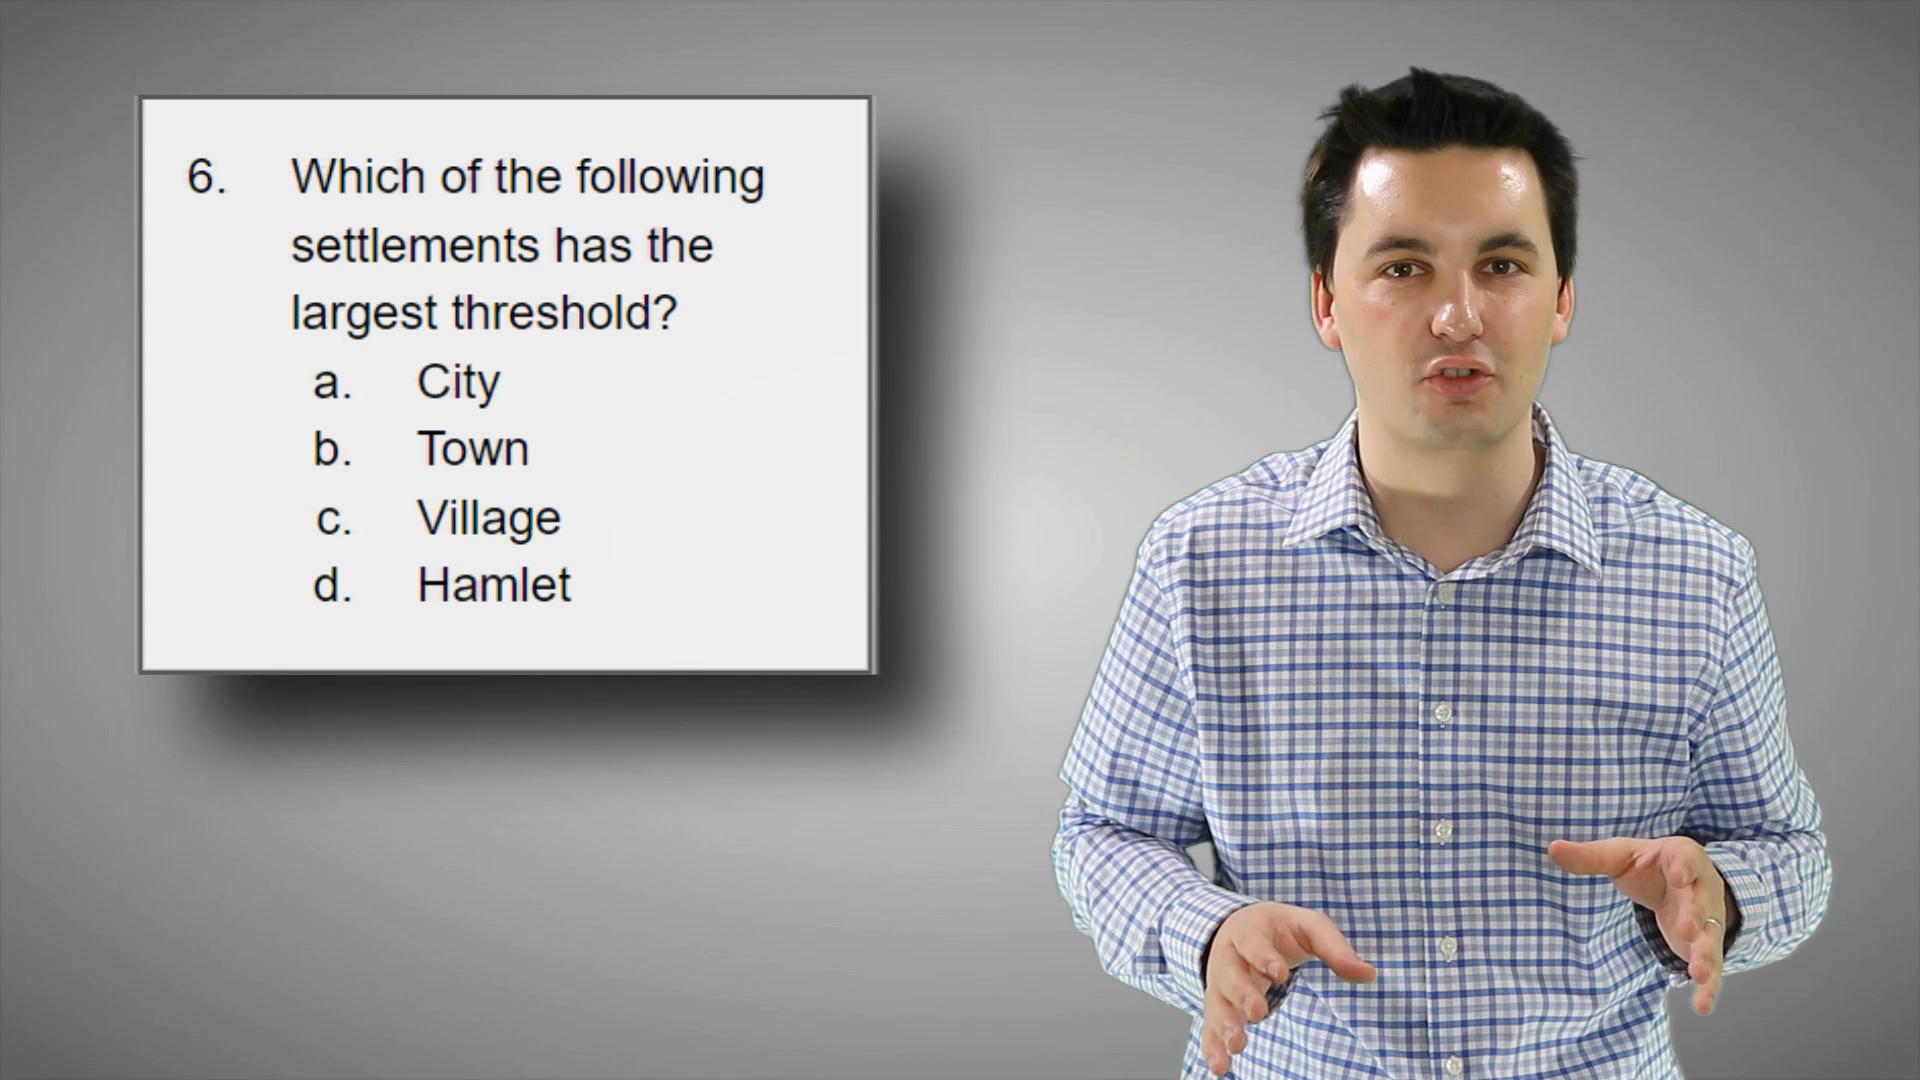 6. Which of the following
settlements has the
largest threshold?
a. City
b. Town
c. Village
d. Hamlet